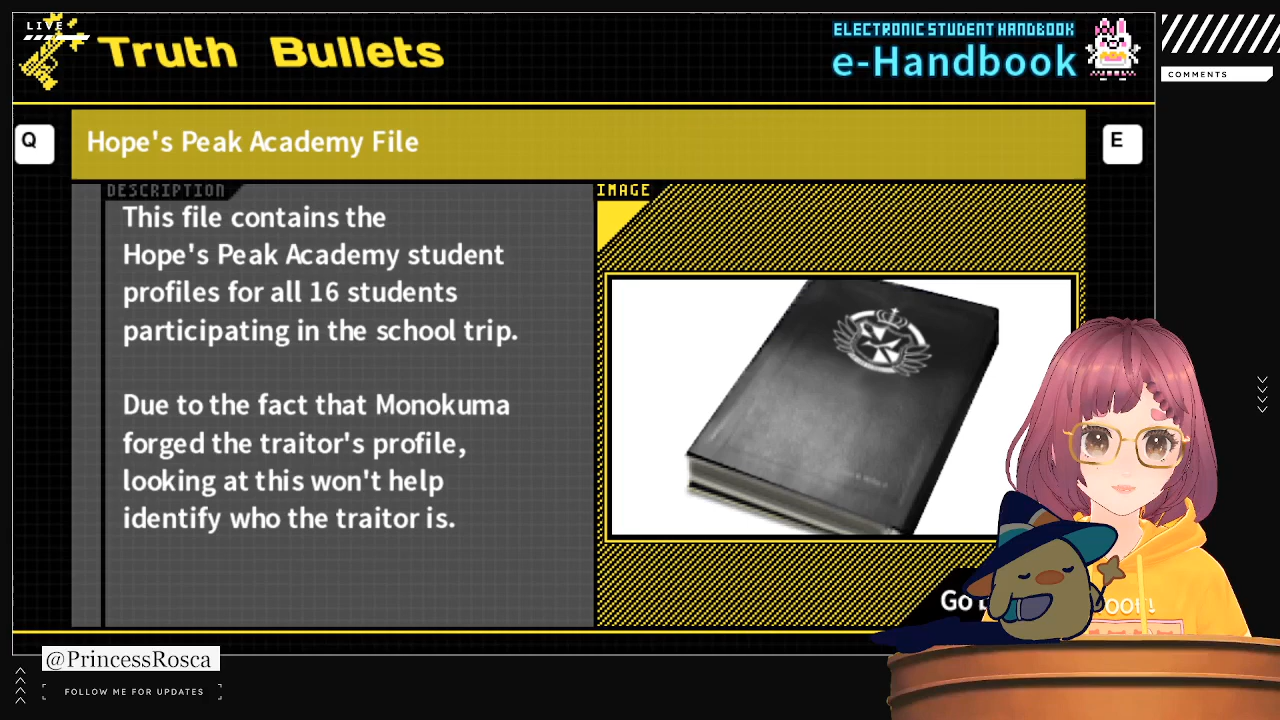 LIVE
Truth Bullets
ELECTRONIC STUDENT HANDBOOK
e-Handbook
COMMENTS
Q
Hope's Peak Academy File
E
DESCRIPTION
IMAGE
This file contains the
Hope's Peak Academy student
profiles for all 16 students
participating in the school trip.
Due to the fact that Monokuma
forged the traitor's profile,
looking at this won't help
identify who the traitor is.
Go
@PrincessRosca
FOLLOW ME FOR UPDATES